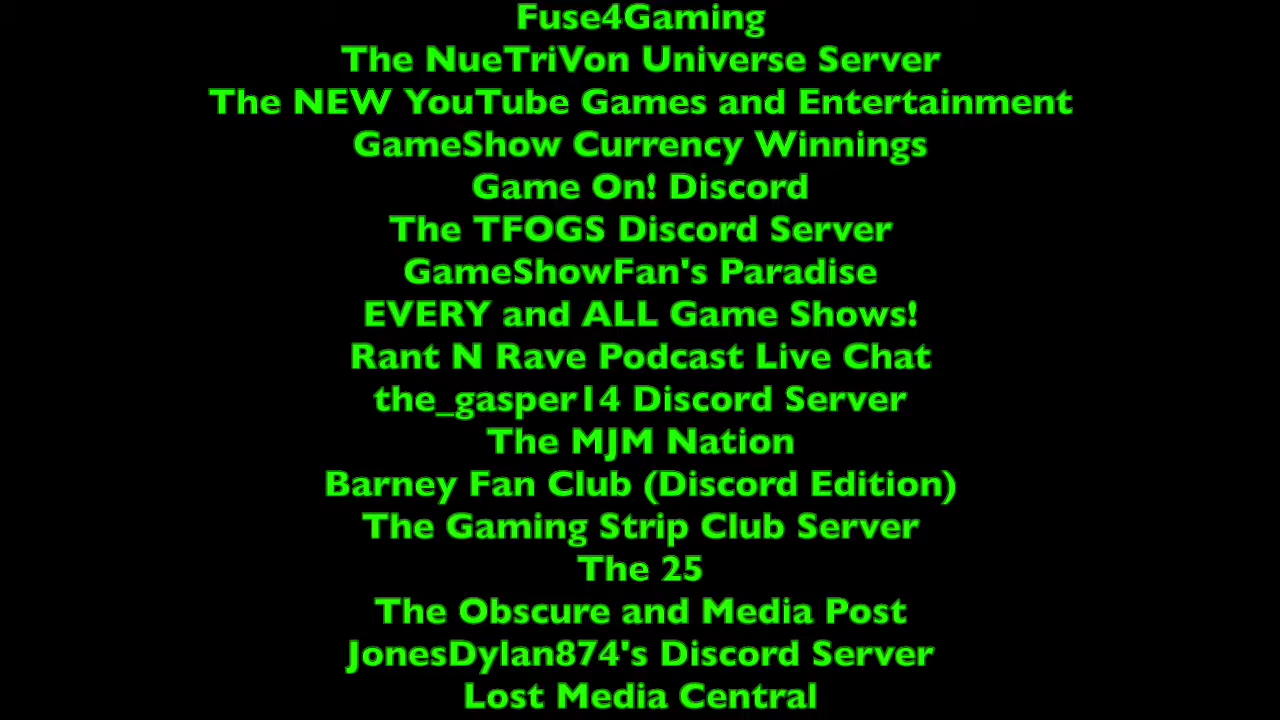 Fuse4Gaming
The NueTriVon Universe Server
The NEW YouTube Games and Entertainment
GameShow Currency Winnings
Game On! Discord
The TFOGS Discord Server
GameShowFan's Paradise
EVERY and ALL Game Shows!
Rant N Rave Podcast Live Chat
the_gasper14 Discord Server
The MJM Nation
Barney Fan Club (Discord Edition)
The Gaming Strip Club Server
The 25
The Obscure and Media Post
JonesDylan874's Discord Server
Lost Media Central